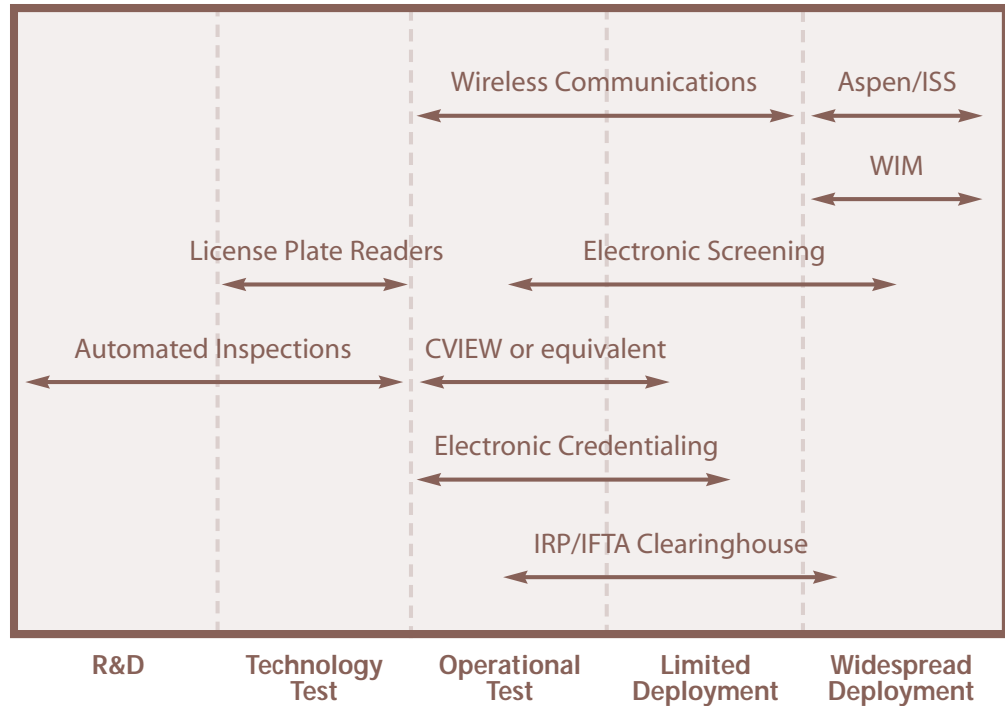 Wireless Communications
Aspen/ISS
WIM
License Plate Readers
Electronic Screening
Automated Inspections
CVIEW or equivalent
Electronic Credentialing
IRP/IFTA Clearinghouse
R&D
Technology
Test
Operational
Test
Limited
Deployment
Widespread
Deployment